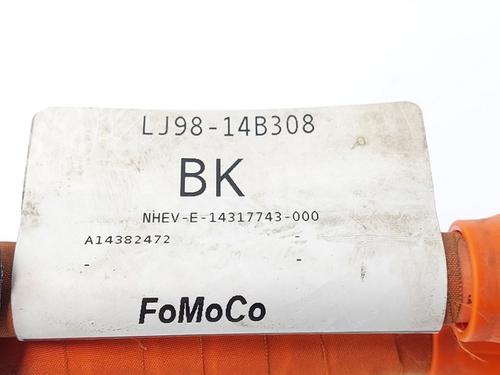 LJ98-14B308
BK
NHEV-E-14317743-000
A14382472 -
- -
FoMoCo